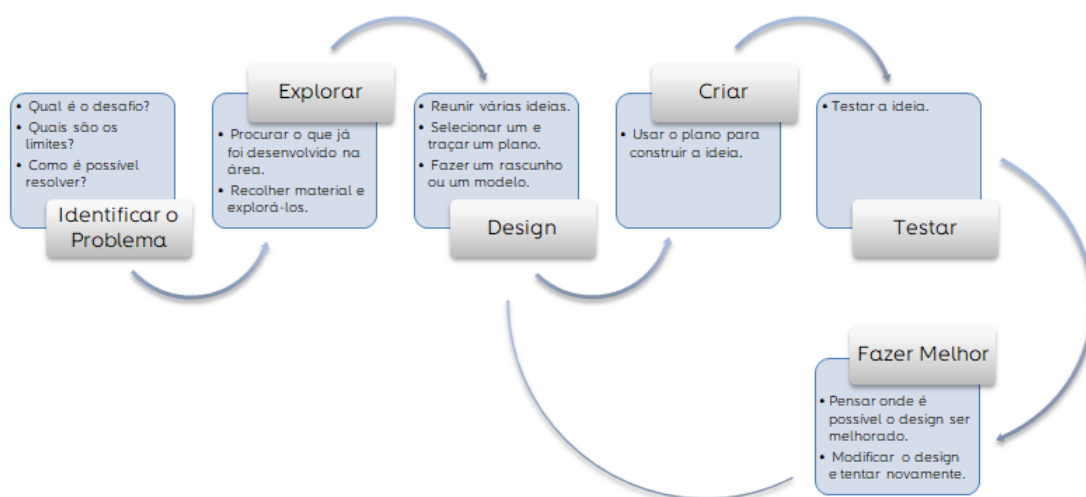 • Qual é o desafio?
• Quais são os
limites?
• Como é possível
resolver?
Identificar o
Problema
Explorar
• Procurar o que já
foi desenvolvido na
área.
• Recolher material e
explorá-los.
• Reunir várias ideias.
• Selecionar um e
traçar um plano.
• Fazer um rascunho
ou um modelo.
Design
Criar
• Usar o plano para
construir a ideia.
• Testar a ideia.
Testar
Fazer Melhor
• Pensar onde é
possível o design ser
melhorado.
• Modificar o design
e tentar novamente.